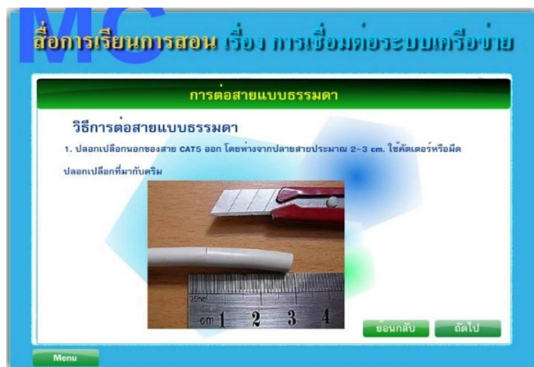 MC
สื่อการเรียนการสอน เรื่อง การเชื่อมต่อระบบเครือข่าย
การต่อสายแบบธรรมดา
วิธีการต่อสายแบบธรรมดา
1. ปลอกเปลือกนอกของสาย CAT5 ออก โดยห่างจากปลายสายประมาณ 2-3 cm. ใช้คัตเตอร์หรือมีด
ปลอกเปลือกที่มากับคริม
cm 1 2 3 4
ย้อนกลับ ถัดไป
Menu